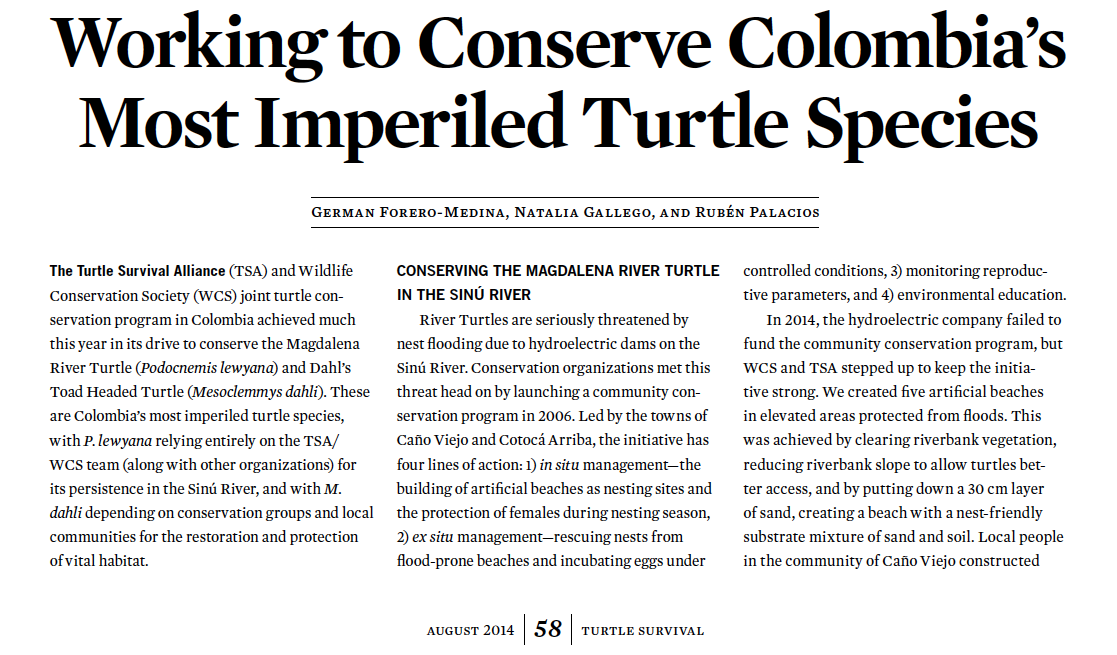 Working to Conserve Colombia's
Most Imperiled Turtle Species
German Forero-Medina, Natalia Gallego, and Rubén Palacios
The Turtle Survival Alliance (TSA) and Wildlife
Conservation Society (WCS) joint turtle con-
servation program in Colombia achieved much
this year in its drive to conserve the Magdalena
River Turtle (Podocnemis lewyana) and Dahl's
Toad Headed Turtle (Mesoclemmys dahli). These
are Colombia's most imperiled turtle species,
with P. lewyana relying entirely on the TSA/
WCS team (along with other organizations) for
its persistence in the Sinú River, and with M.
dahli depending on conservation groups and local
communities for the restoration and protection
of vital habitat.
CONSERVING THE MAGDALENA RIVER TURTLE
IN THE SINÚ RIVER
River Turtles are seriously threatened by
nest flooding due to hydroelectric dams on the
Sinú River. Conservation organizations met this
threat head on by launching a community con-
servation program in 2006. Led by the towns of
Caño Viejo and Cotocá Arriba, the initiative has
four lines of action: 1) in situ management—the
building of artificial beaches as nesting sites and
the protection of females during nesting season,
2) ex situ management—rescuing nests from
flood-prone beaches and incubating eggs under
controlled conditions, 3) monitoring reproduc-
tive parameters, and 4) environmental education.
In 2014, the hydroelectric company failed to
fund the community conservation program, but
WCS and TSA stepped up to keep the initia-
tive strong. We created five artificial beaches
in elevated areas protected from floods. This
was achieved by clearing riverbank vegetation,
reducing riverbank slope to allow turtles bet-
ter access, and by putting down a 30 cm layer
of sand, creating a beach with a nest-friendly
substrate mixture of sand and soil. Local people
in the community of Caño Viejo constructed
AUGUST 2014 58 TURTLE SURVIVAL